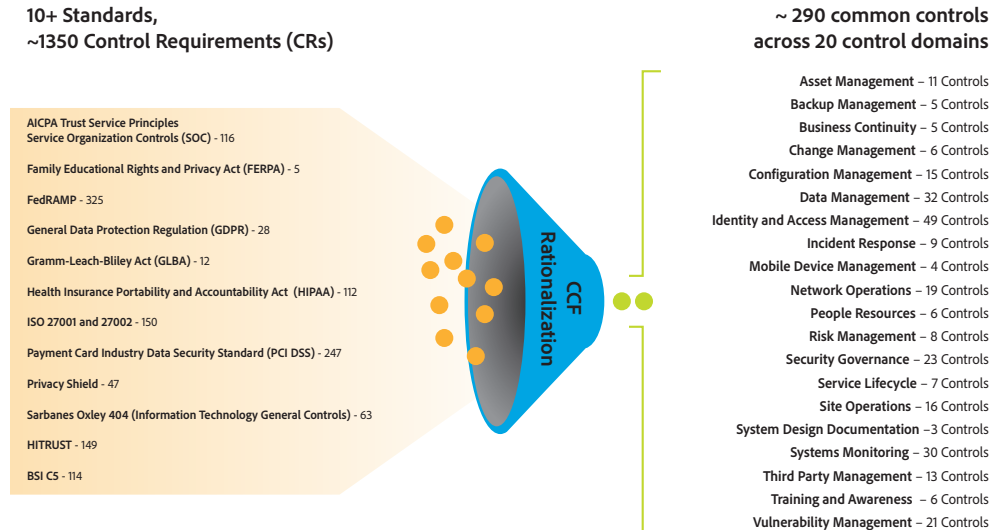 10+ Standards,
~1350 Control Requirements (CRs)
AICPA Trust Service Principles
Service Organization Controls (SOC) - 116
Family Educational Rights and Privacy Act (FERPA) - 5
FedRAMP - 325
General Data Protection Regulation (GDPR) - 28
Gramm-Leach-Bliley Act (GLBA) - 12
Health Insurance Portability and Accountability Act (HIPAA) - 112
ISO 27001 and 27002 - 150
Payment Card Industry Data Security Standard (PCI DSS) - 247
Privacy Shield - 47
Sarbanes Oxley 404 (Information Technology General Controls) - 63
HITRUST - 149
BSI C5 - 114
CCF
Rationalization
~ 290 common controls
across 20 control domains
Asset Management – 11 Controls
Backup Management – 5 Controls
Business Continuity – 5 Controls
Change Management – 6 Controls
Configuration Management – 15 Controls
Data Management – 32 Controls
Identity and Access Management – 49 Controls
Incident Response – 9 Controls
Mobile Device Management – 4 Controls
Network Operations – 19 Controls
People Resources – 6 Controls
Risk Management – 8 Controls
Security Governance – 23 Controls
Service Lifecycle – 7 Controls
Site Operations – 16 Controls
System Design Documentation –3 Controls
Systems Monitoring – 30 Controls
Third Party Management – 13 Controls
Training and Awareness – 6 Controls
Vulnerability Management – 21 Controls